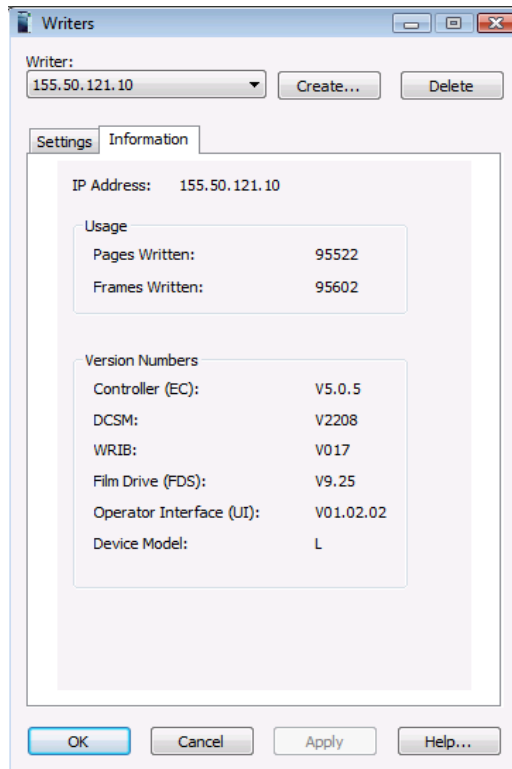 Writers
Writer:
155.50.121.10 Create... Delete
Settings Information
IP Address: 155.50.121.10
Usage
Pages Written: 95522
Frames Written: 95602
Version Numbers
Controller (EC): V5.0.5
DCSM: V2208
WRIB: V017
Film Drive (FDS): V9.25
Operator Interface (UI): V01.02.02
Device Model: L
OK Cancel Apply Help...